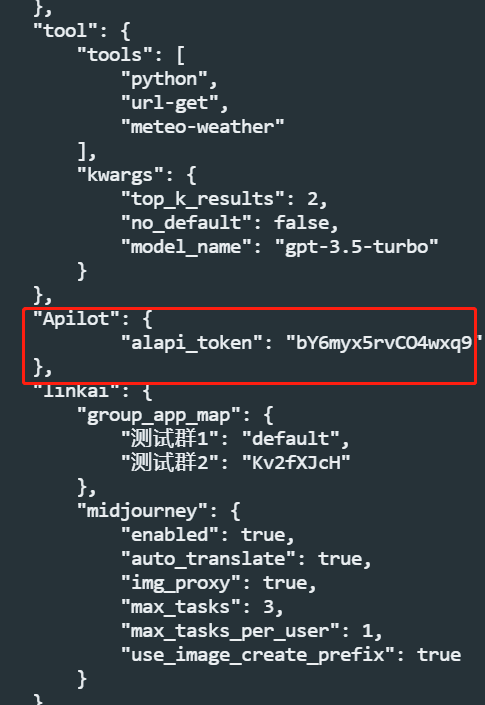 },
"tool": {
"tools": [
"python",
"url-get",
"meteo-weather"
],
"kwargs": {
"top_k_results": 2,
"no_default": false,
"model_name": "gpt-3.5-turbo"
}
},
"Apilot": {
"alapi_token": "bY6myx5rvCO4wxq9"
},
"linkai": {
"group_app_map": {
"测试群1": "default",
"测试群2": "Kv2fXJcH"
},
"midjourney": {
"enabled": true,
"auto_translate": true,
"img_proxy": true,
"max_tasks": 3,
"max_tasks_per_user": 1,
"use_image_create_prefix": true
}
}